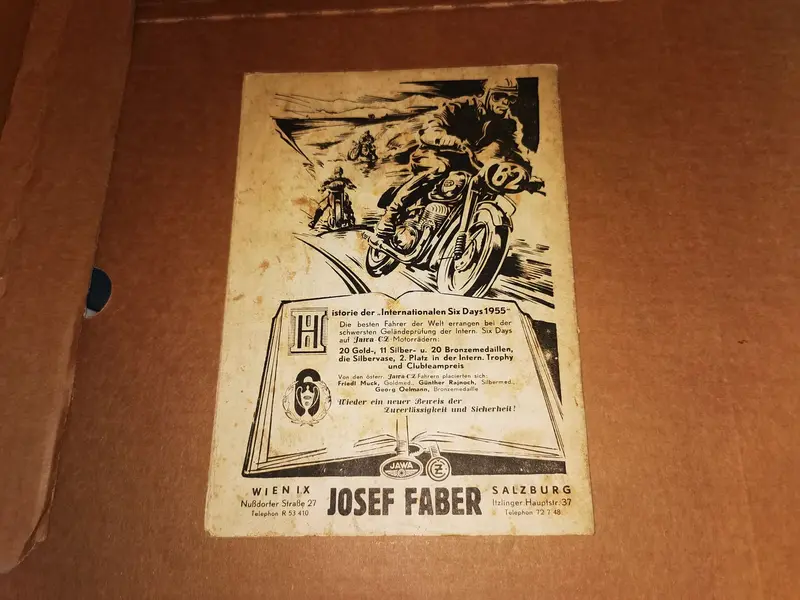 62
Historie der „Internationalen Six Days 1955"
Die besten Fahrer der Welt errangen bei der
schwersten Geländeprüfung der Intern. Six Days
auf Jawa-CZ-Motorrädern:
20 Gold-, 11 Silber- u. 20 Bronzemedaillen,
die Silbervase, 2. Platz in der Intern. Trophy
und Clubleampreis
Von den österr. Jawa-CZ-Fahrern placierten sich:
Friedl Muck, Goldmed., Günther Rajnoch, Silbermed.,
Georg Oelmann, Bronzemedaille
Wieder ein neuer Beweis der
Zuverlässigkeit und Sicherheit!
6
JAWA
CZ
WIEN IX
Nußdorfer Straße 27
Telephon R 53 410
JOSEF FABER
SALZBURG
Itzlinger Hauptstr. 37
Telephon 72 7 48